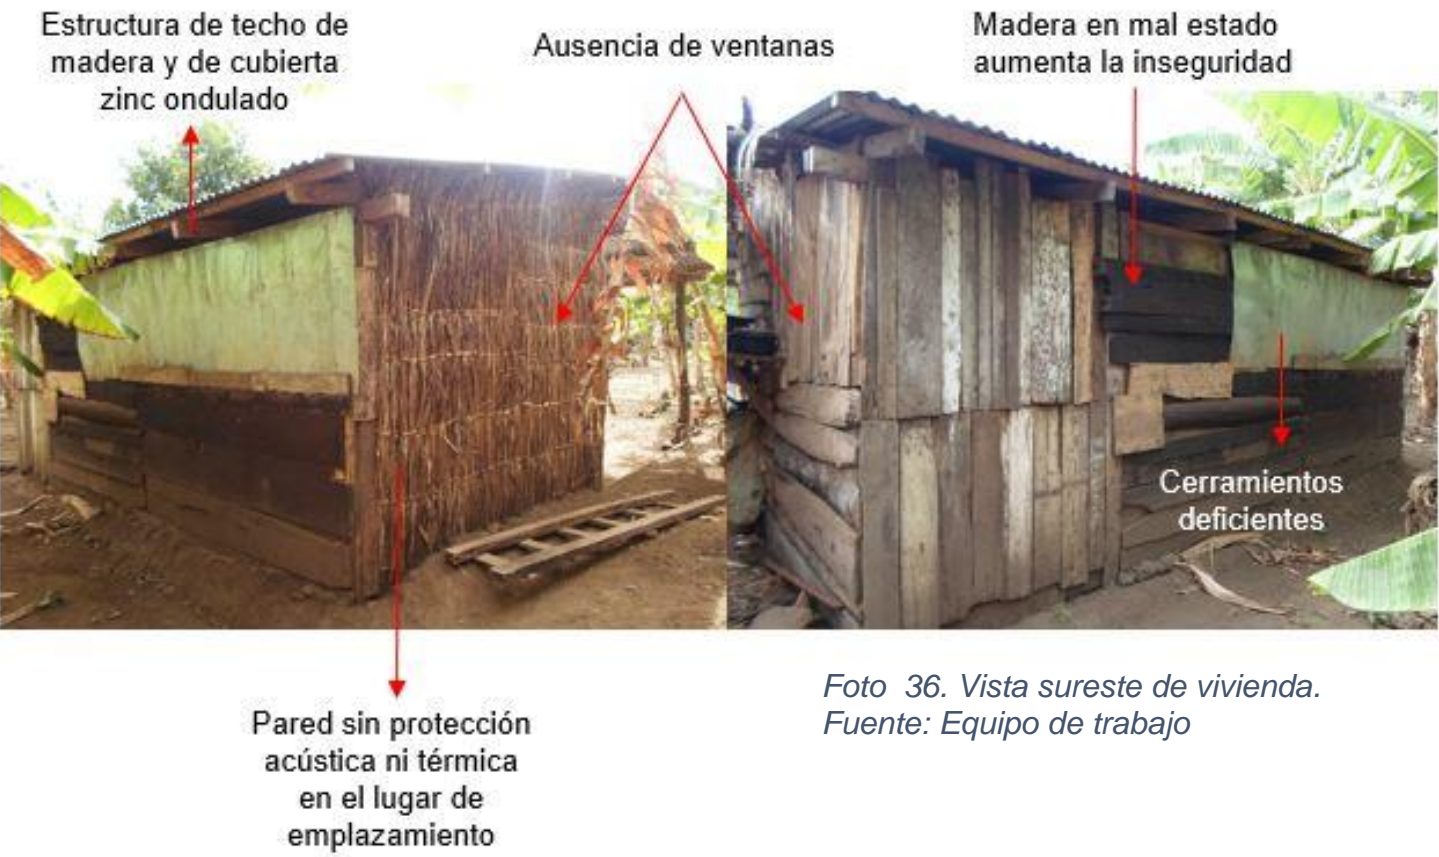 Estructura de techo de
madera y de cubierta
zinc ondulado
Ausencia de ventanas
Madera en mal estado
aumenta la inseguridad
Cerramientos
deficientes
Pared sin protección
acústica ni térmica
en el lugar de
emplazamiento
Foto 36. Vista sureste de vivienda.
Fuente: Equipo de trabajo